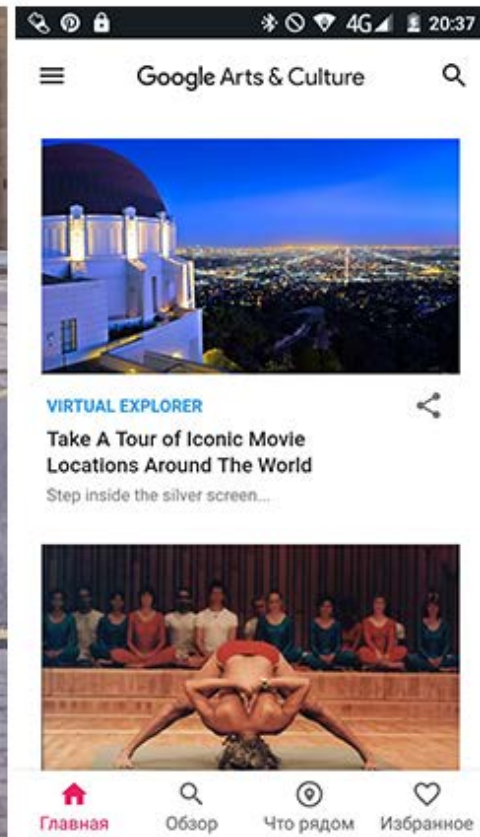 4G 20:37
Google Arts & Culture
VIRTUAL EXPLORER
Take A Tour of Iconic Movie
Locations Around The World
Step inside the silver screen...
Главная Обзор Что рядом Избранное